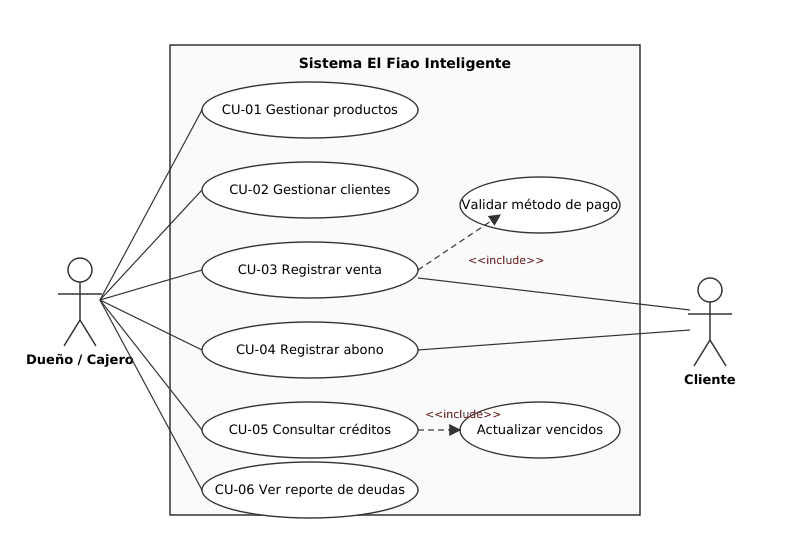 Sistema El Fiao Inteligente
CU-01 Gestionar productos
CU-02 Gestionar clientes
Validar método de pago
<<include>>
CU-03 Registrar venta
CU-04 Registrar abono
Dueño / Cajero
Cliente
<<include>>
CU-05 Consultar créditos
Actualizar vencidos
CU-06 Ver reporte de deudas